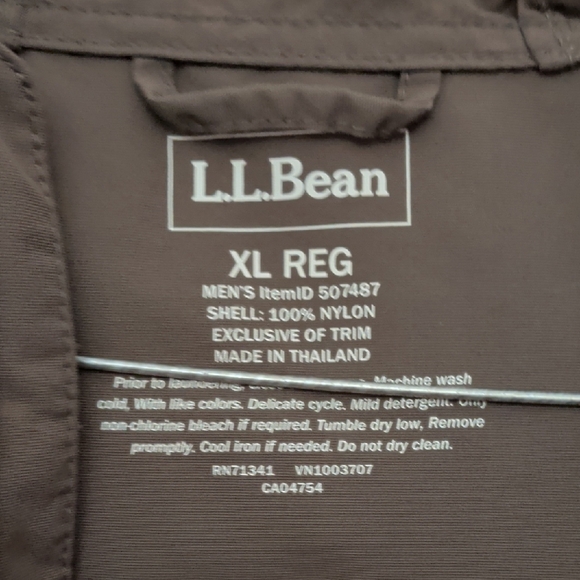 L.L.Bean
XL REG
MEN'S ItemID 507487
SHELL: 100% NYLON
EXCLUSIVE OF TRIM
MADE IN THAILAND
Prior to laundering, Machine wash
cold, With like colors. Delicate cycle. Mild detergent. Only
non-chlorine bleach if required. Tumble dry low, Remove
promptly. Cool iron if needed. Do not dry clean.
RN71341 VN1003707
CA04754